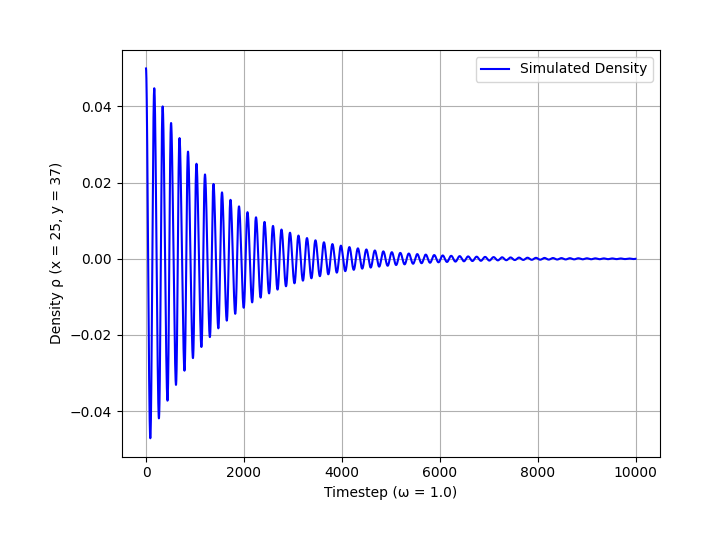 Simulated Density
Density ρ (x = 25, y = 37)
0.04
0.02
0.00
−0.02
−0.04
0 2000 4000 6000 8000 10000
Timestep (ω = 1.0)